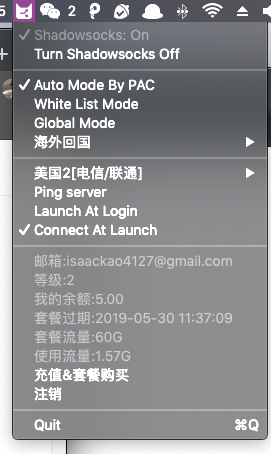 5 2
Shadowsocks: On
Turn Shadowsocks Off
Auto Mode By PAC
White List Mode
Global Mode
海外回国
美国2[电信/联通]
Ping server
Launch At Login
Connect At Launch
邮箱:isaackao4127@gmail.com
等级:2
我的余额:5.00
套餐过期:2019-05-30 11:37:09
套餐流量:60G
使用流量:1.57G
充值&套餐购买
注销
Quit ⌘Q